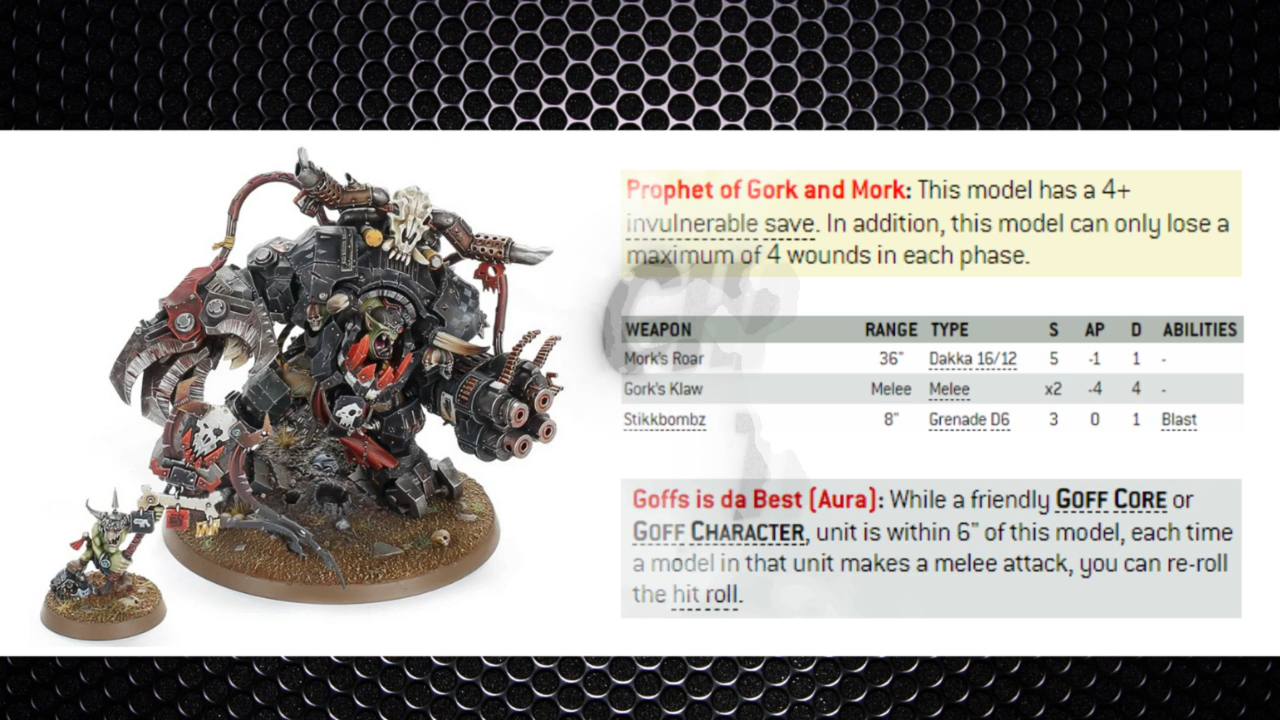 Prophet of Gork and Mork: This model has a 4+
invulnerable save. In addition, this model can only lose a
maximum of 4 wounds in each phase.
WEAPON RANGE TYPE S AP D ABILITIES
Mork's Roar 36" Dakka 16/12 5 -1 1 -
Gork's Klaw Melee Melee x2 -4 4 -
Stikkbombz 8" Grenade D6 3 0 1 Blast
Goffs is da Best (Aura): While a friendly GOFF CORE or
GOFF CHARACTER, unit is within 6" of this model, each time
a model in that unit makes a melee attack, you can re-roll
the hit roll.